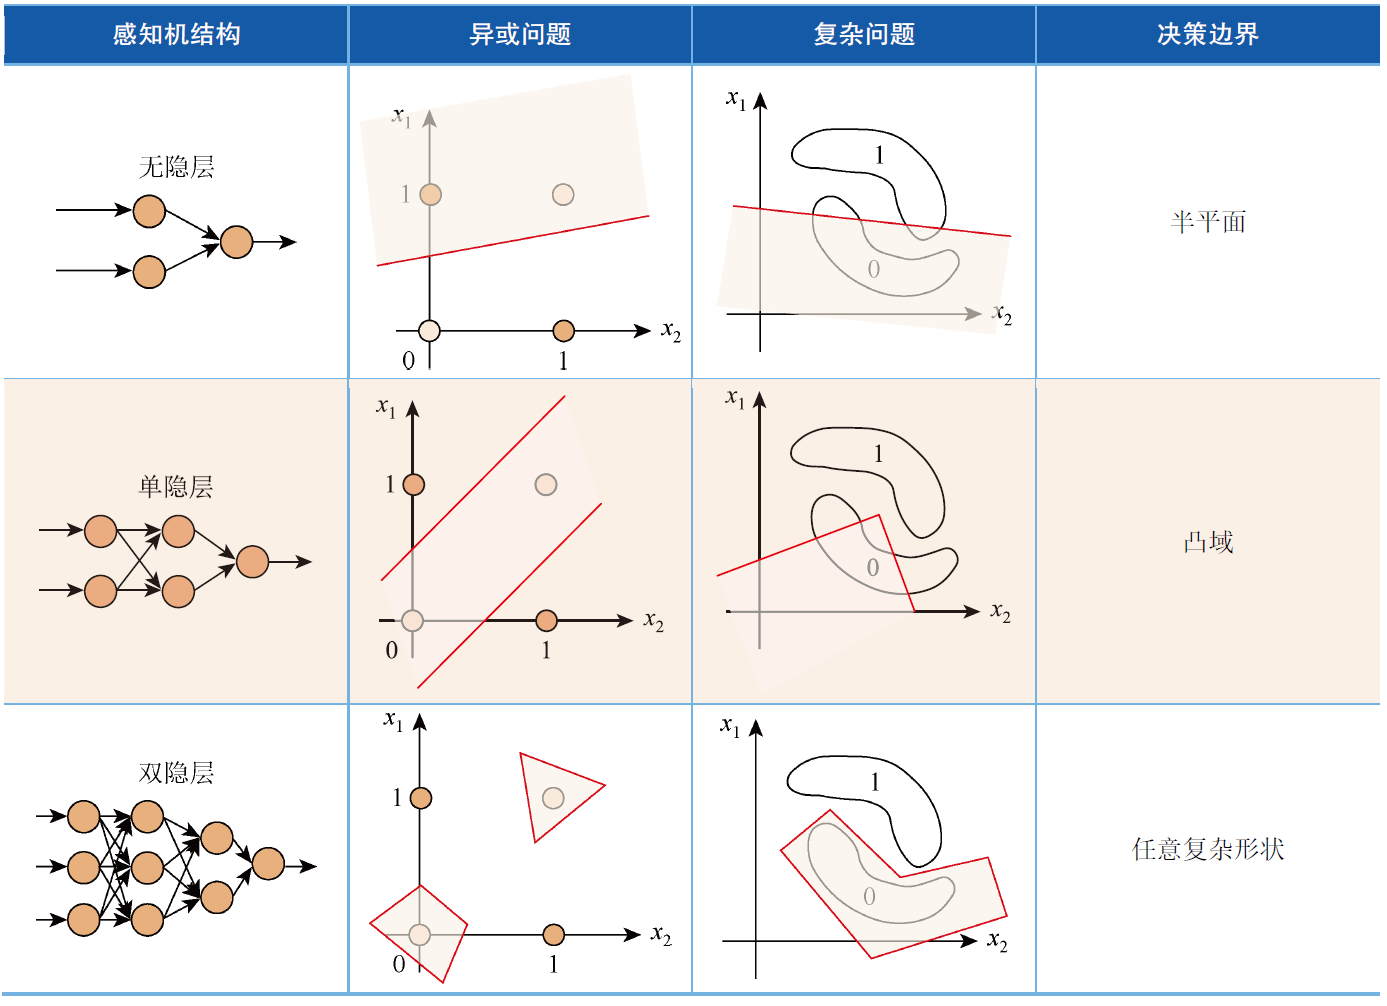 感知机结构 异或问题 复杂问题 决策边界
无隐层
x₁
1
0
1
x₂
x₁
1
0
x₂
半平面
单隐层
x₁
1
0
1
x₂
x₁
1
0
x₂
凸域
双隐层
x₁
1
0
1
x₂
x₁
1
0
x₂
任意复杂形状